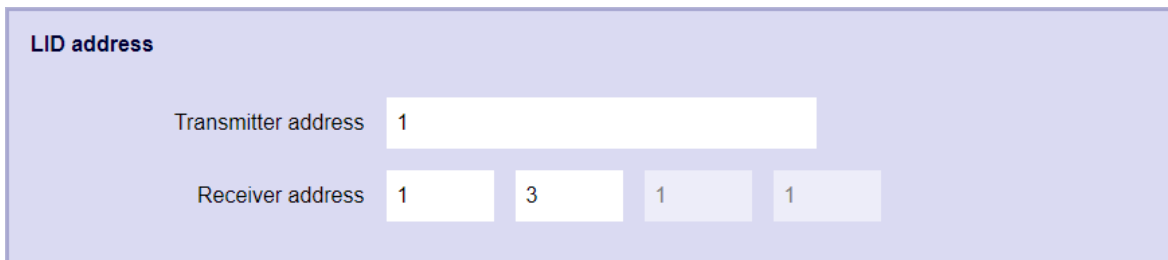 LID address
Transmitter address 1
Receiver address 1 3 1 1